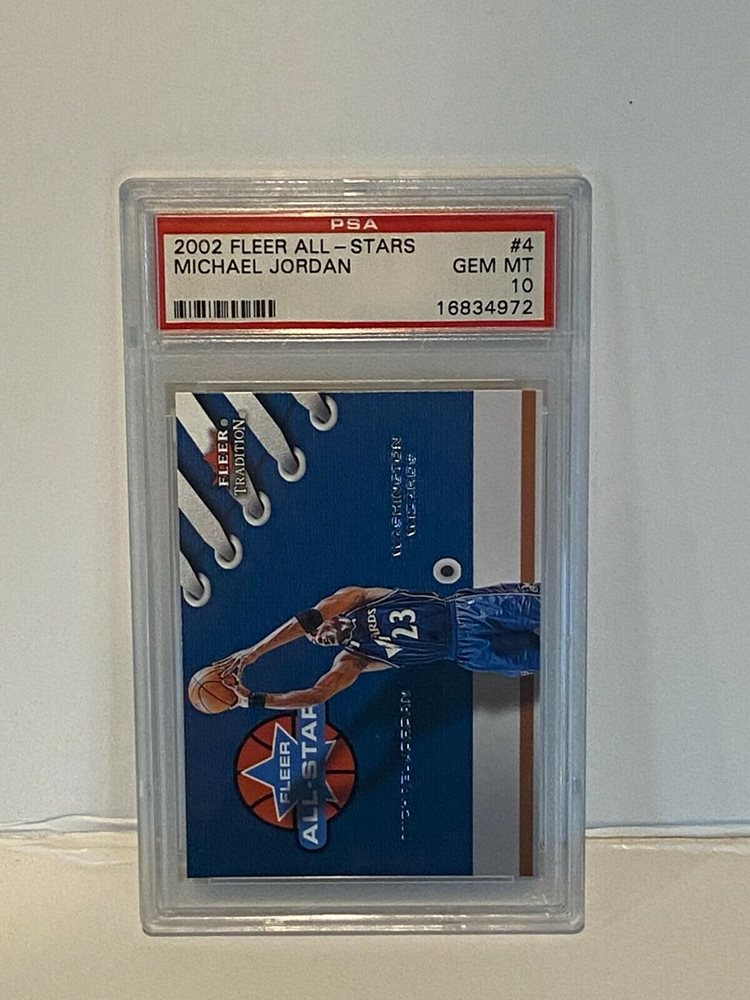 PSA
2002 FLEER ALL-STARS #4
MICHAEL JORDAN GEM MT
10
16834972
FLEER®
TRADITION
WASHINGTON
WIZARDS
23
FLEER
ALL-STAR
MICHAEL JORDAN